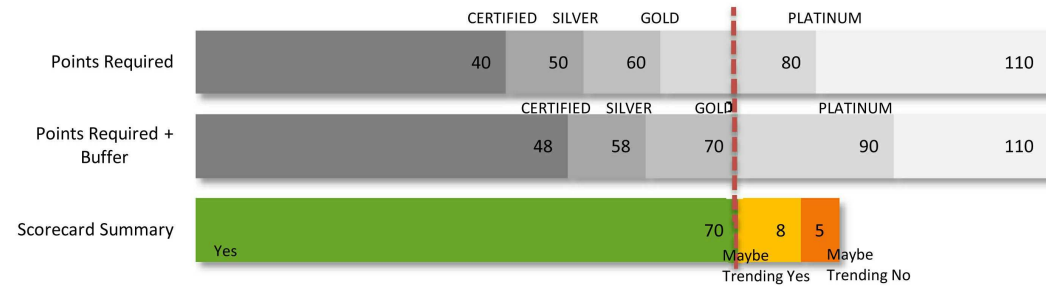 CERTIFIED SILVER GOLD PLATINUM
Points Required 40 50 60 80 110
CERTIFIED SILVER GOLD PLATINUM
Points Required +
Buffer
48 58 70 90 110
Scorecard Summary
Yes
70 8 5
Maybe
Trending Yes
Maybe
Trending No